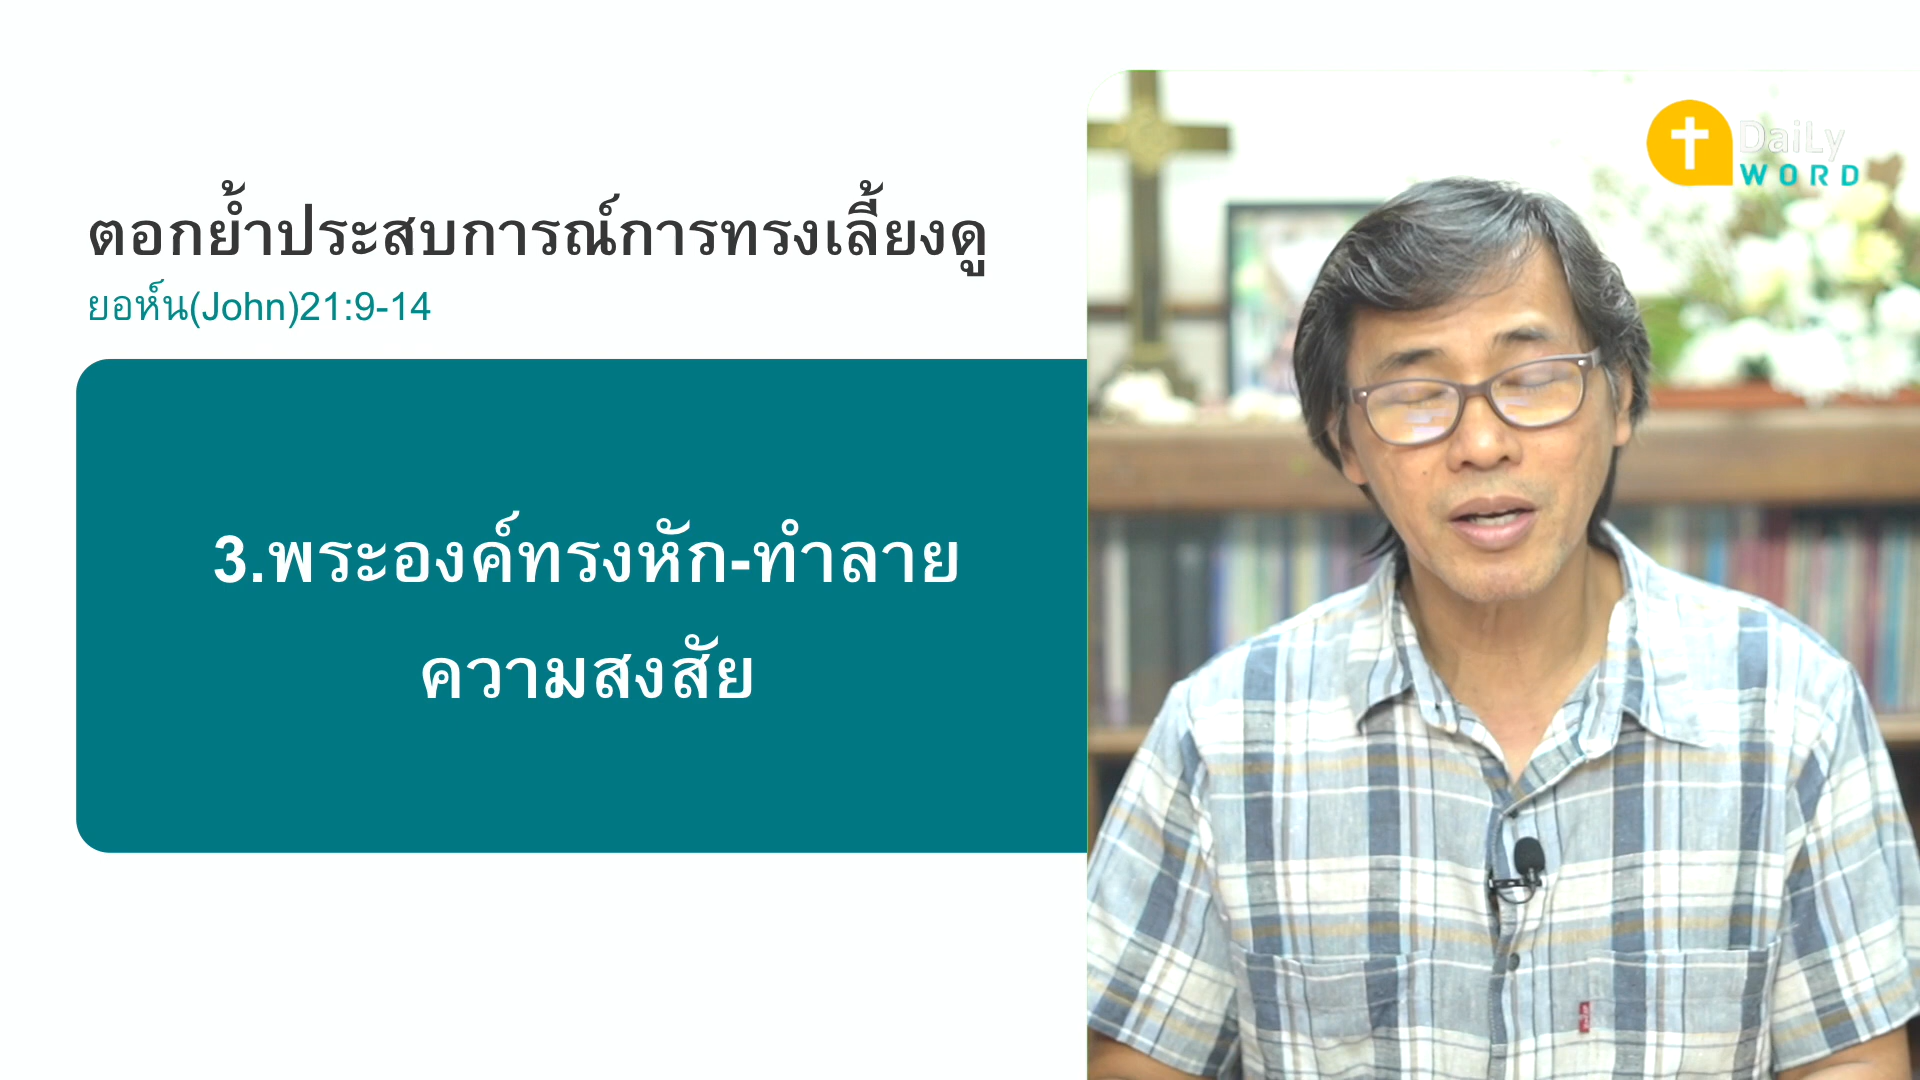 ตอกย้ำประสบการณ์การทรงเลี้ยงดู
ยอห์น(John)21:9-14
3.พระองค์ทรงหัก-ทำลาย
ความสงสัย
DaiLy
WORD